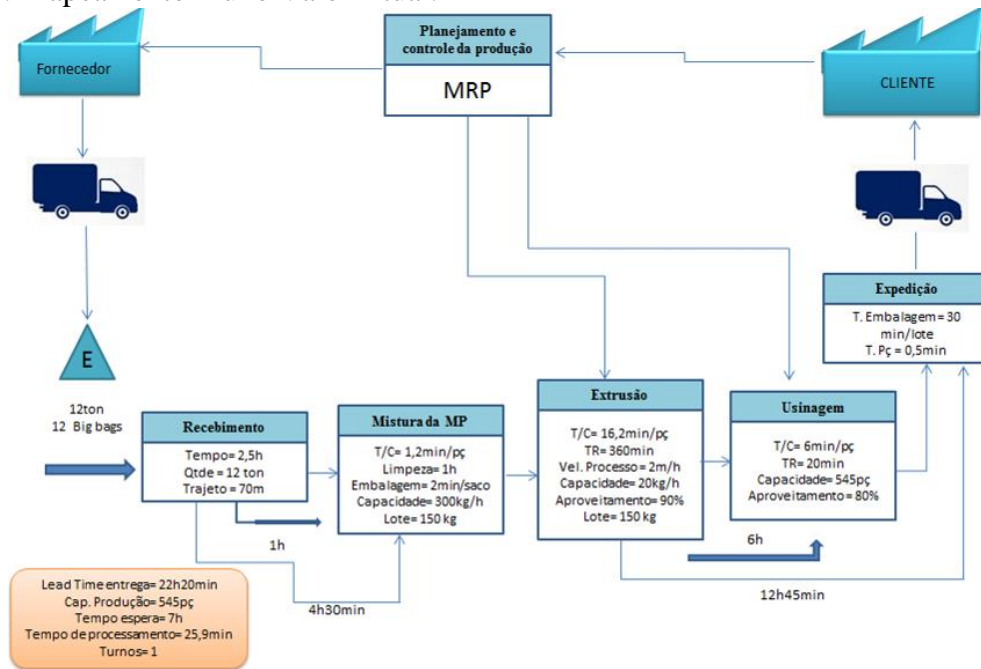 Planejamento e
controle da produção
MRP
Fornecedor
CLIENTE
Expedição
T. Embalagem= 30
min/lote
T. Pç = 0,5min
E
12ton
12 Big bags
Recebimento
Tempo= 2,5h
Qtde = 12 ton
Trajeto = 70m
Mistura da MP
T/C= 1,2min/pç
Limpeza= 1h
Embalagem= 2min/saco
Capacidade= 300kg/h
Lote= 150 kg
Extrusão
T/C= 16,2min/pç
TR= 360min
Vel. Processo= 2m/h
Capacidade= 20kg/h
Aproveitamento= 90%
Lote= 150 kg
Usinagem
T/C= 6min/pç
TR= 20min
Capacidade= 545pç
Aproveitamento= 80%
1h
6h
4h30min
12h45min
Lead Time entrega= 22h20min
Cap. Produção= 545pç
Tempo espera= 7h
Tempo de processamento= 25,9min
Turnos= 1